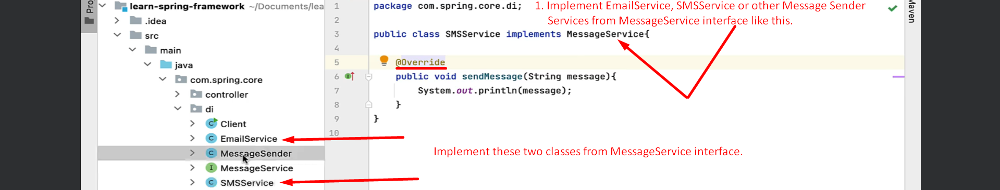 Pro
learn-spring-framework ~/Documents/lea
.idea
src
main
java
com.spring.core
controller
di
Client
EmailService
MessageSender
MessageService
SMSService
1 package com.spring.core.di;
2
3 public class SMSService implements MessageService{
4
5 @Override
6 public void sendMessage(String message){
7 System.out.println(message);
8 }
9 }
10
1. Implement EmailService, SMSService or other Message Sender
Services from MessageService interface like this.
Implement these two classes from MessageService interface.
Maven